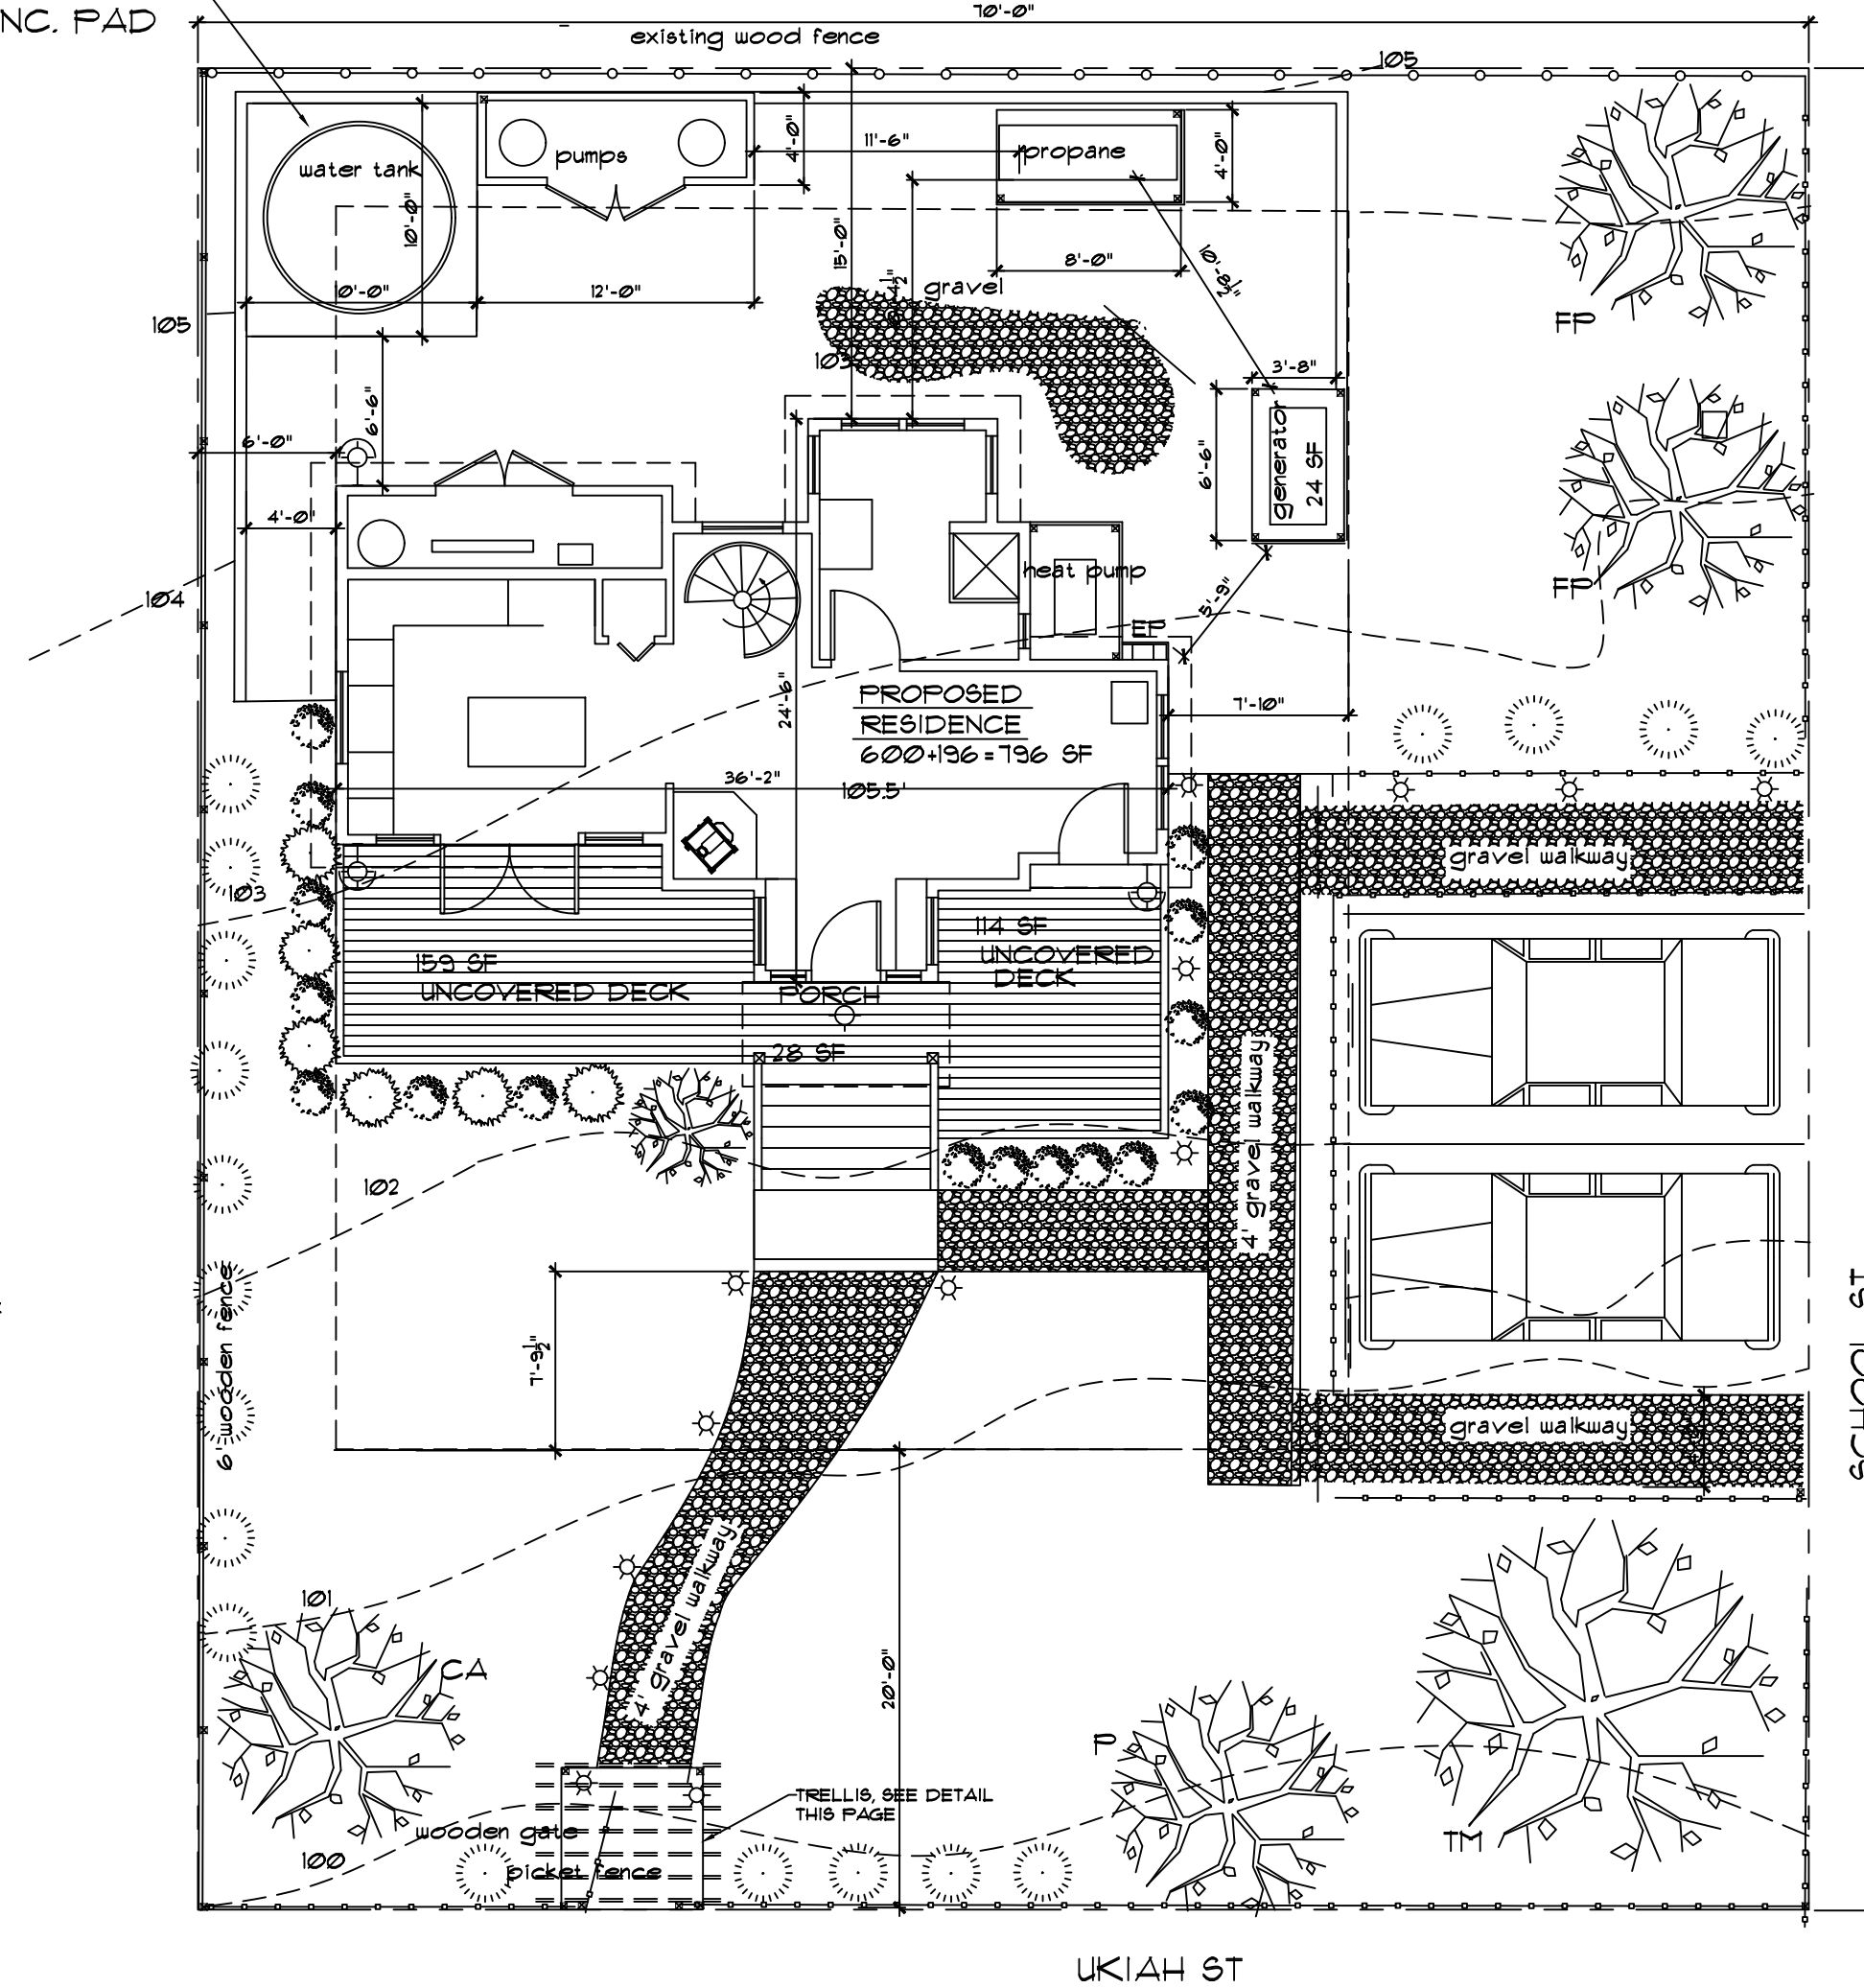 NC. PAD
70'-0"
existing wood fence
105
water tank
pumps
4'-0"
11'-6"
propane
4'-0"
10'-0"
15'-0"
8'-0"
10'-8½"
10'-0"
12'-0"
gravel
105
FP
103
3'-8"
6'-6"
6'-0"
6'-6"
generator
24 SF
4'-0"
heat pump
104
5'-9"
FP
EP
24'-6"
PROPOSED
RESIDENCE
600+196=796 SF
7'-10"
36'-2"
105.5'
gravel walkway
103
159 SF
UNCOVERED DECK
PORCH
28 SF
114 SF
UNCOVERED
DECK
4' gravel walkway
102
6' wooden fence
7'-9½"
gravel walkway
SCHOOL ST
4' gravel walkway
101
CA
20'-0"
P
TM
TRELLIS, SEE DETAIL
THIS PAGE
wooden gate
100
picket fence
UKIAH ST